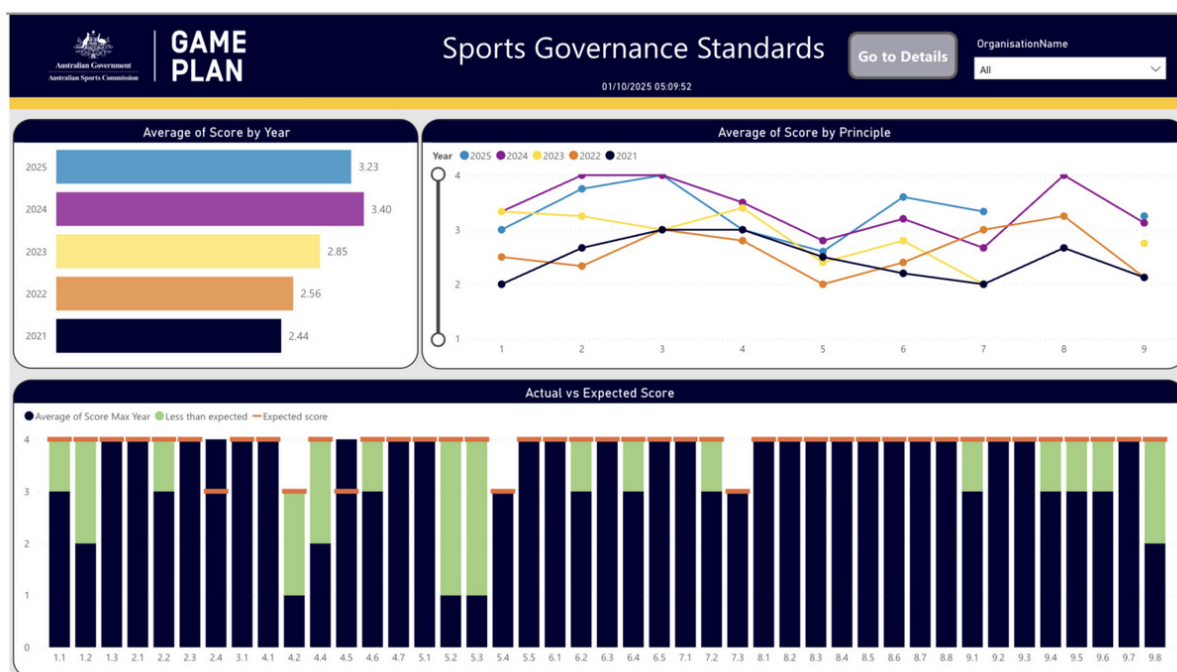 GAME
PLAN
Australian Government
Australian Sports Commission
Sports Governance Standards
01/10/2025 05:09:52
Go to Details
OrganisationName
All
Average of Score by Year
2025 3.23
2024 3.40
2023 2.85
2022 2.56
2021 2.44
Average of Score by Principle
Year 2025 2024 2023 2022 2021
4
3
2
1
1 2 3 4 5 6 7 8 9
Actual vs Expected Score
Average of Score Max Year Less than expected Expected score
4
3
2
1
0
1.1 1.2 1.3 2.1 2.2 2.3 2.4 3.1 4.1 4.2 4.4 4.5 4.6 4.7 5.1 5.2 5.3 5.4 5.5 6.1 6.2 6.3 6.4 6.5 7.1 7.2 7.3 8.1 8.2 8.3 8.4 8.5 8.6 8.7 8.8 9.1 9.2 9.3 9.4 9.5 9.6 9.7 9.8